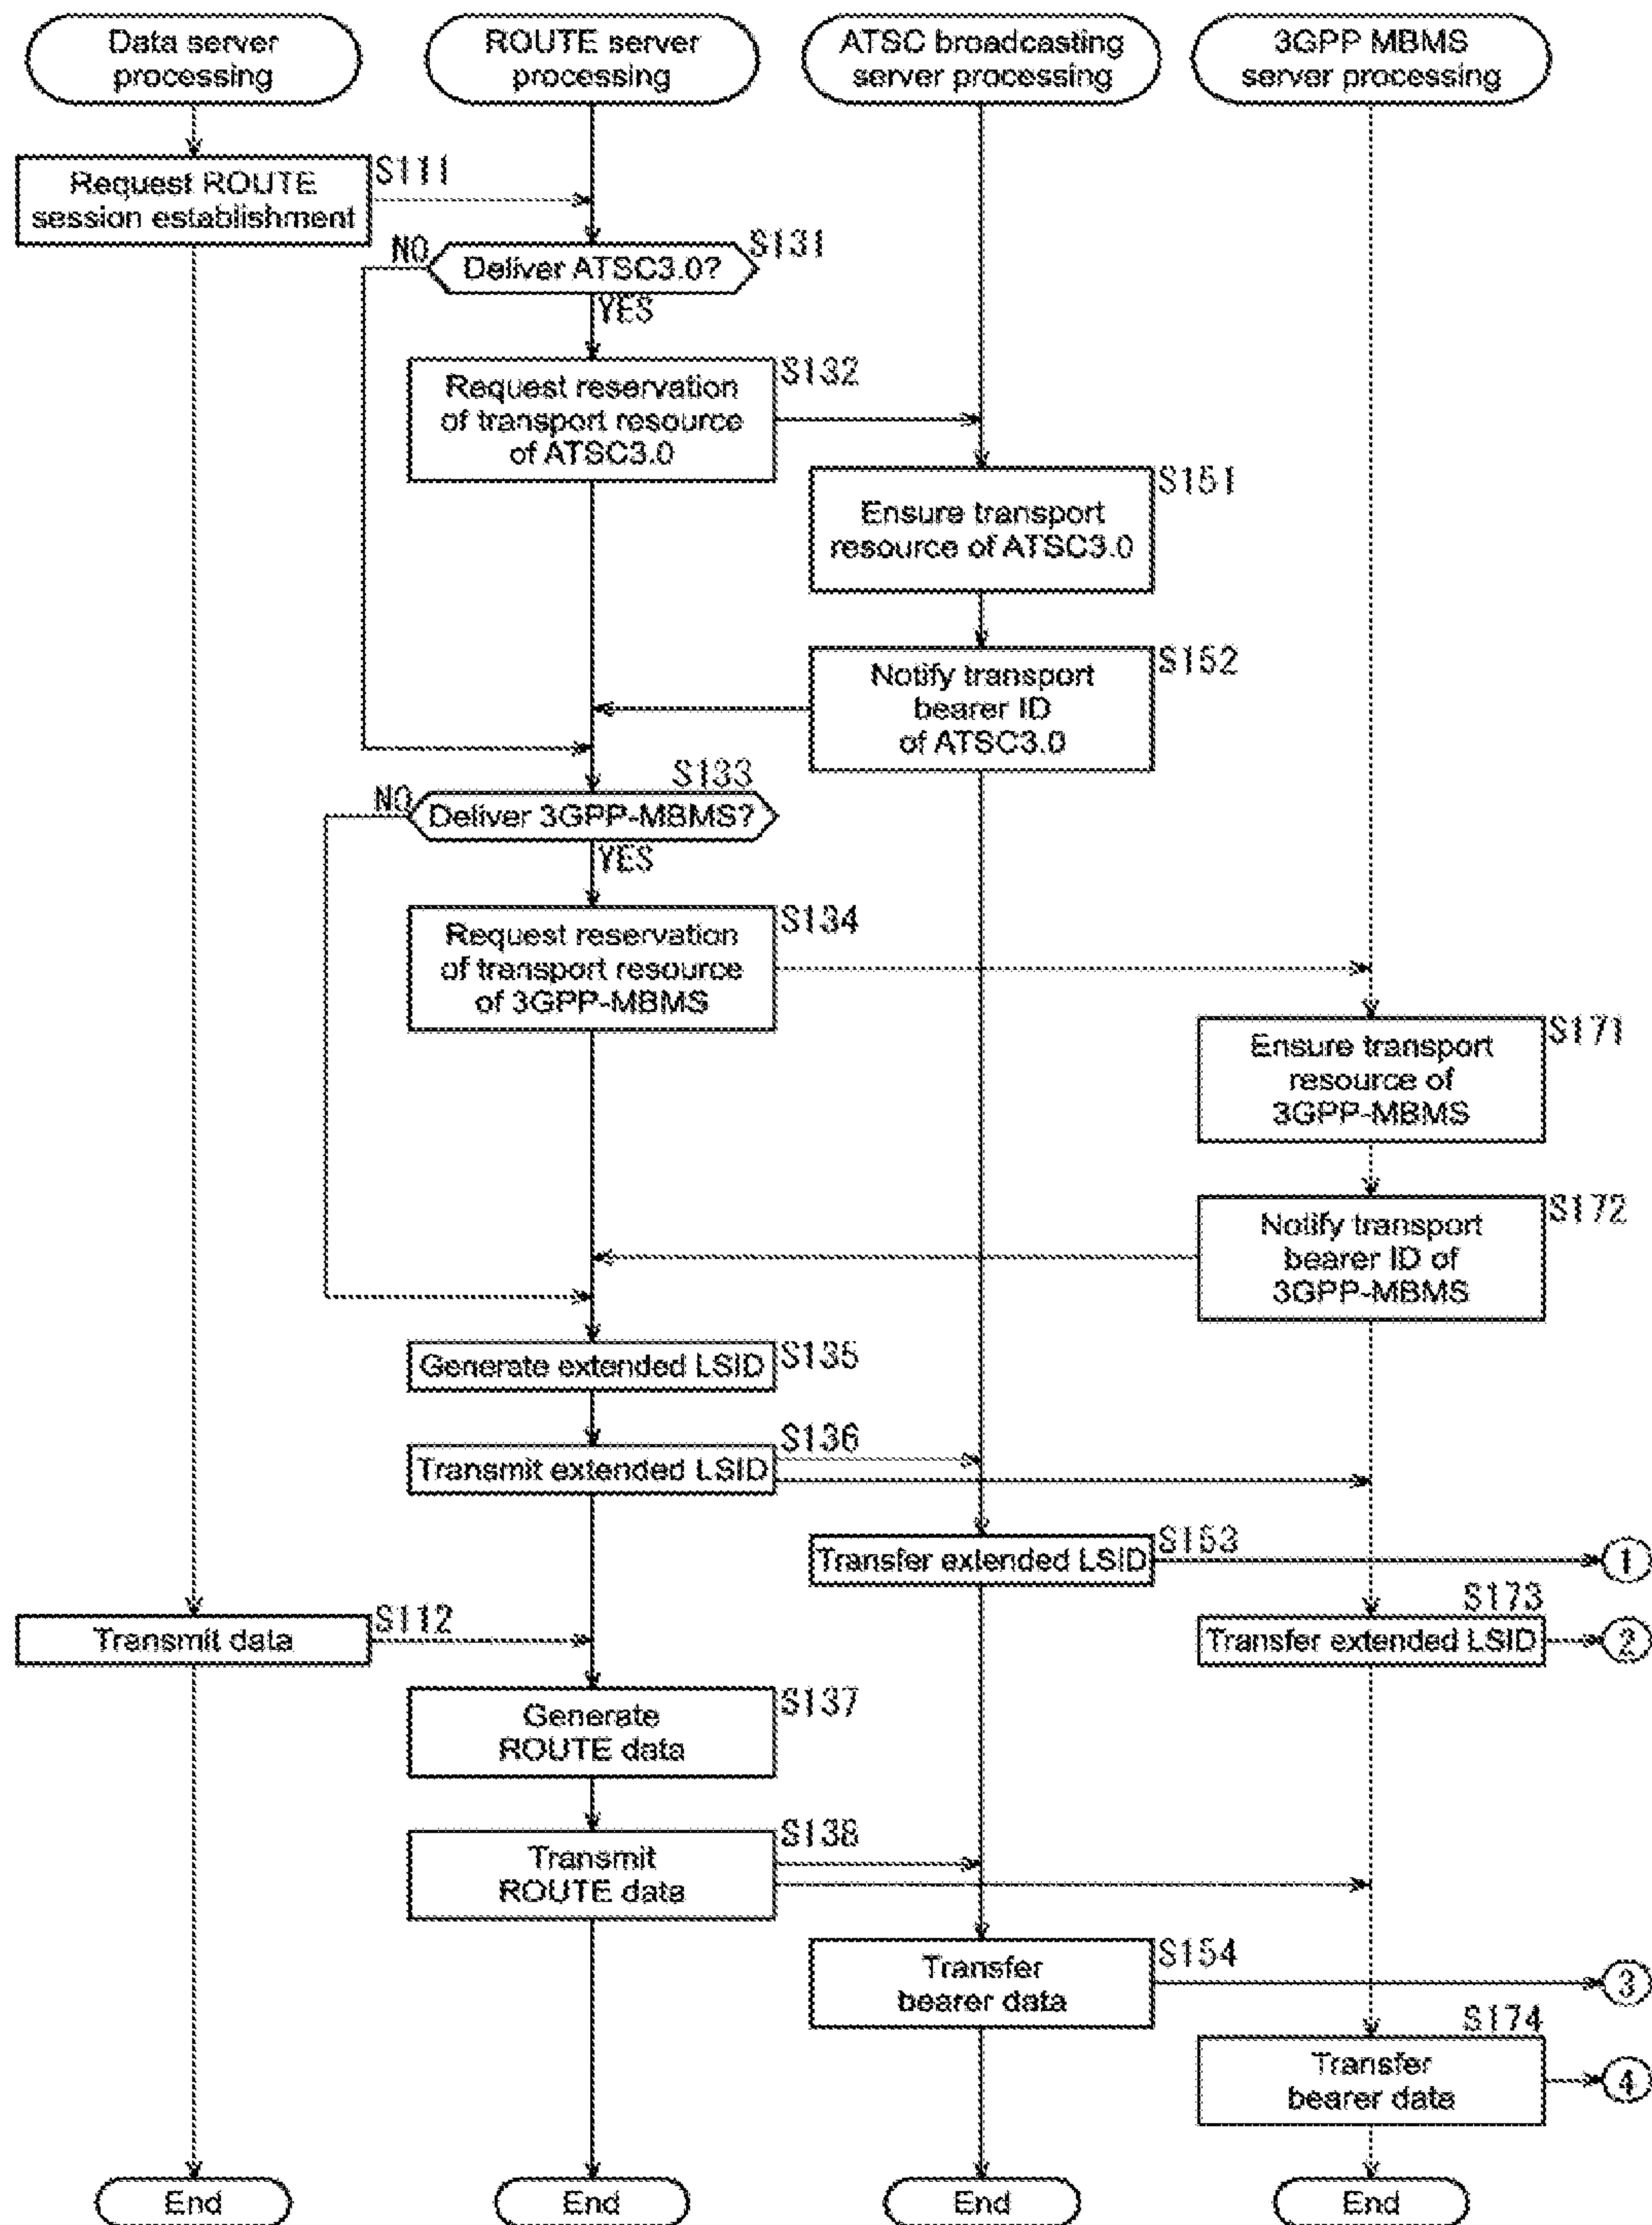 Data server
processing
ROUTE server
processing
ATSC broadcasting
server processing
3GPP MBMS
server processing
Request ROUTE
session establishment
S111
Deliver ATSC3.0?
S131
NO
YES
Request reservation
of transport resource
of ATSC3.0
S132
Ensure transport
resource of ATSC3.0
S151
Notify transport
bearer ID
of ATSC3.0
S152
Deliver 3GPP-MBMS?
S133
NO
YES
Request reservation
of transport resource
of 3GPP-MBMS
S134
Ensure transport
resource of
3GPP-MBMS
S171
Notify transport
bearer ID of
3GPP-MBMS
S172
Generate extended LSID
S135
Transmit extended LSID
S136
Transfer extended LSID
S153
1
Transmit data
S112
Transfer extended LSID
S173
2
Generate
ROUTE data
S137
Transmit
ROUTE data
S138
Transfer
bearer data
S154
3
Transfer
bearer data
S174
4
End
End
End
End